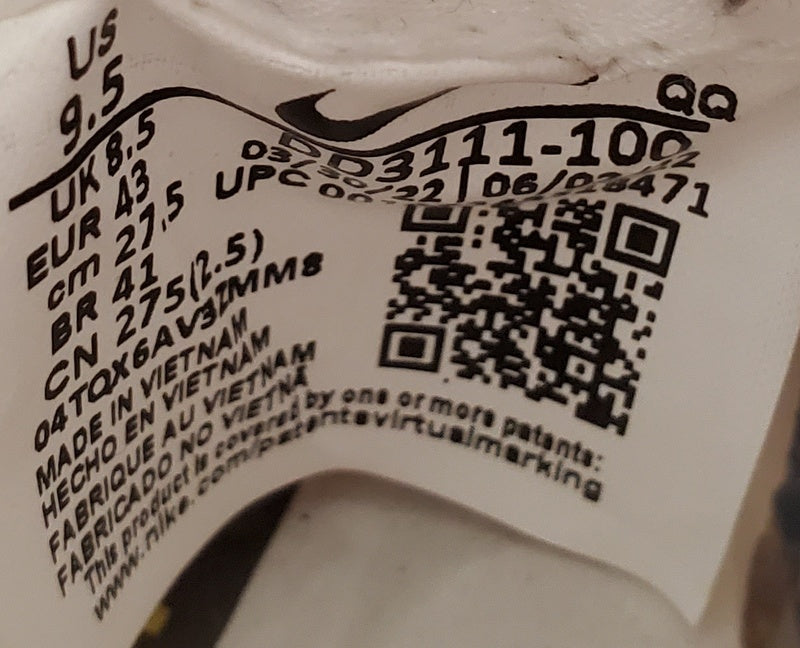 US
9.5
UK 8.5
EUR 43
cm 27.5
BR 41
CN 275(2.5)
04TQX6AV3ZMM8
MADE IN VIETNAM
HECHO EN VIETNAM
FABRIQUE AU VIETNAM
FABRICADO NO VIETNÃ
This product is covered by one or more patents:
www.nike.com/patentsvirtualmarking
QQ
DD3111-100
UPC